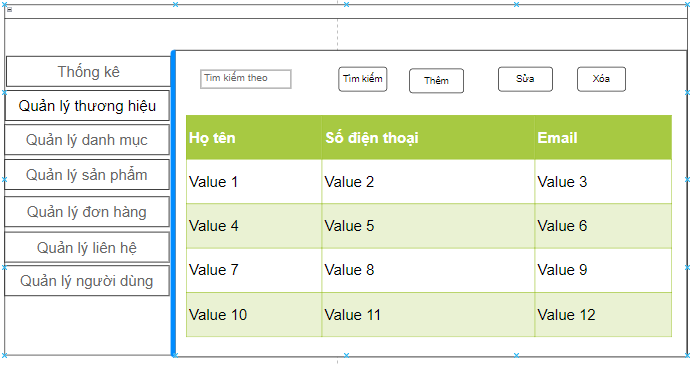 Thống kê
Quản lý thương hiệu
Quản lý danh mục
Quản lý sản phẩm
Quản lý đơn hàng
Quản lý liên hệ
Quản lý người dùng
Tim kiếm theo Tìm kiếm Thêm Sửa Xóa
Họ tên Số điện thoại Email
Value 1 Value 2 Value 3
Value 4 Value 5 Value 6
Value 7 Value 8 Value 9
Value 10 Value 11 Value 12